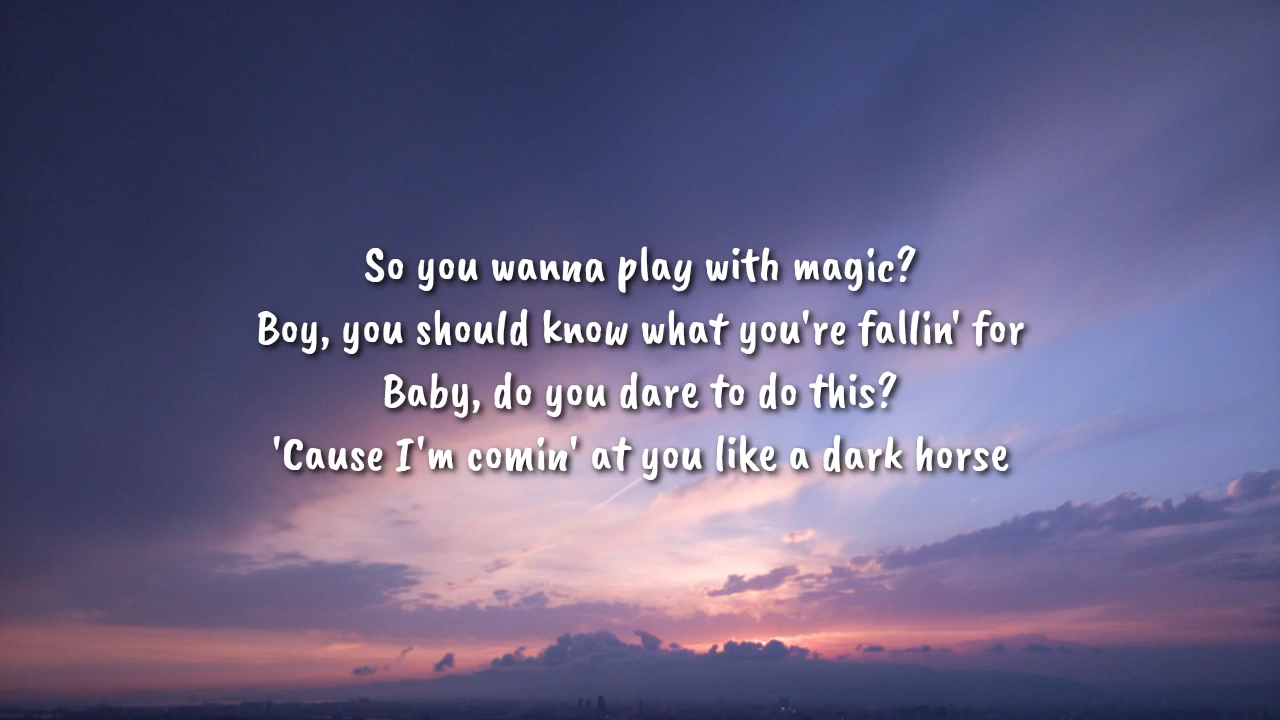 So you wanna play with magic?
Boy, you should know what you're fallin' for
Baby, do you dare to do this?
'Cause I'm comin' at you like a dark horse